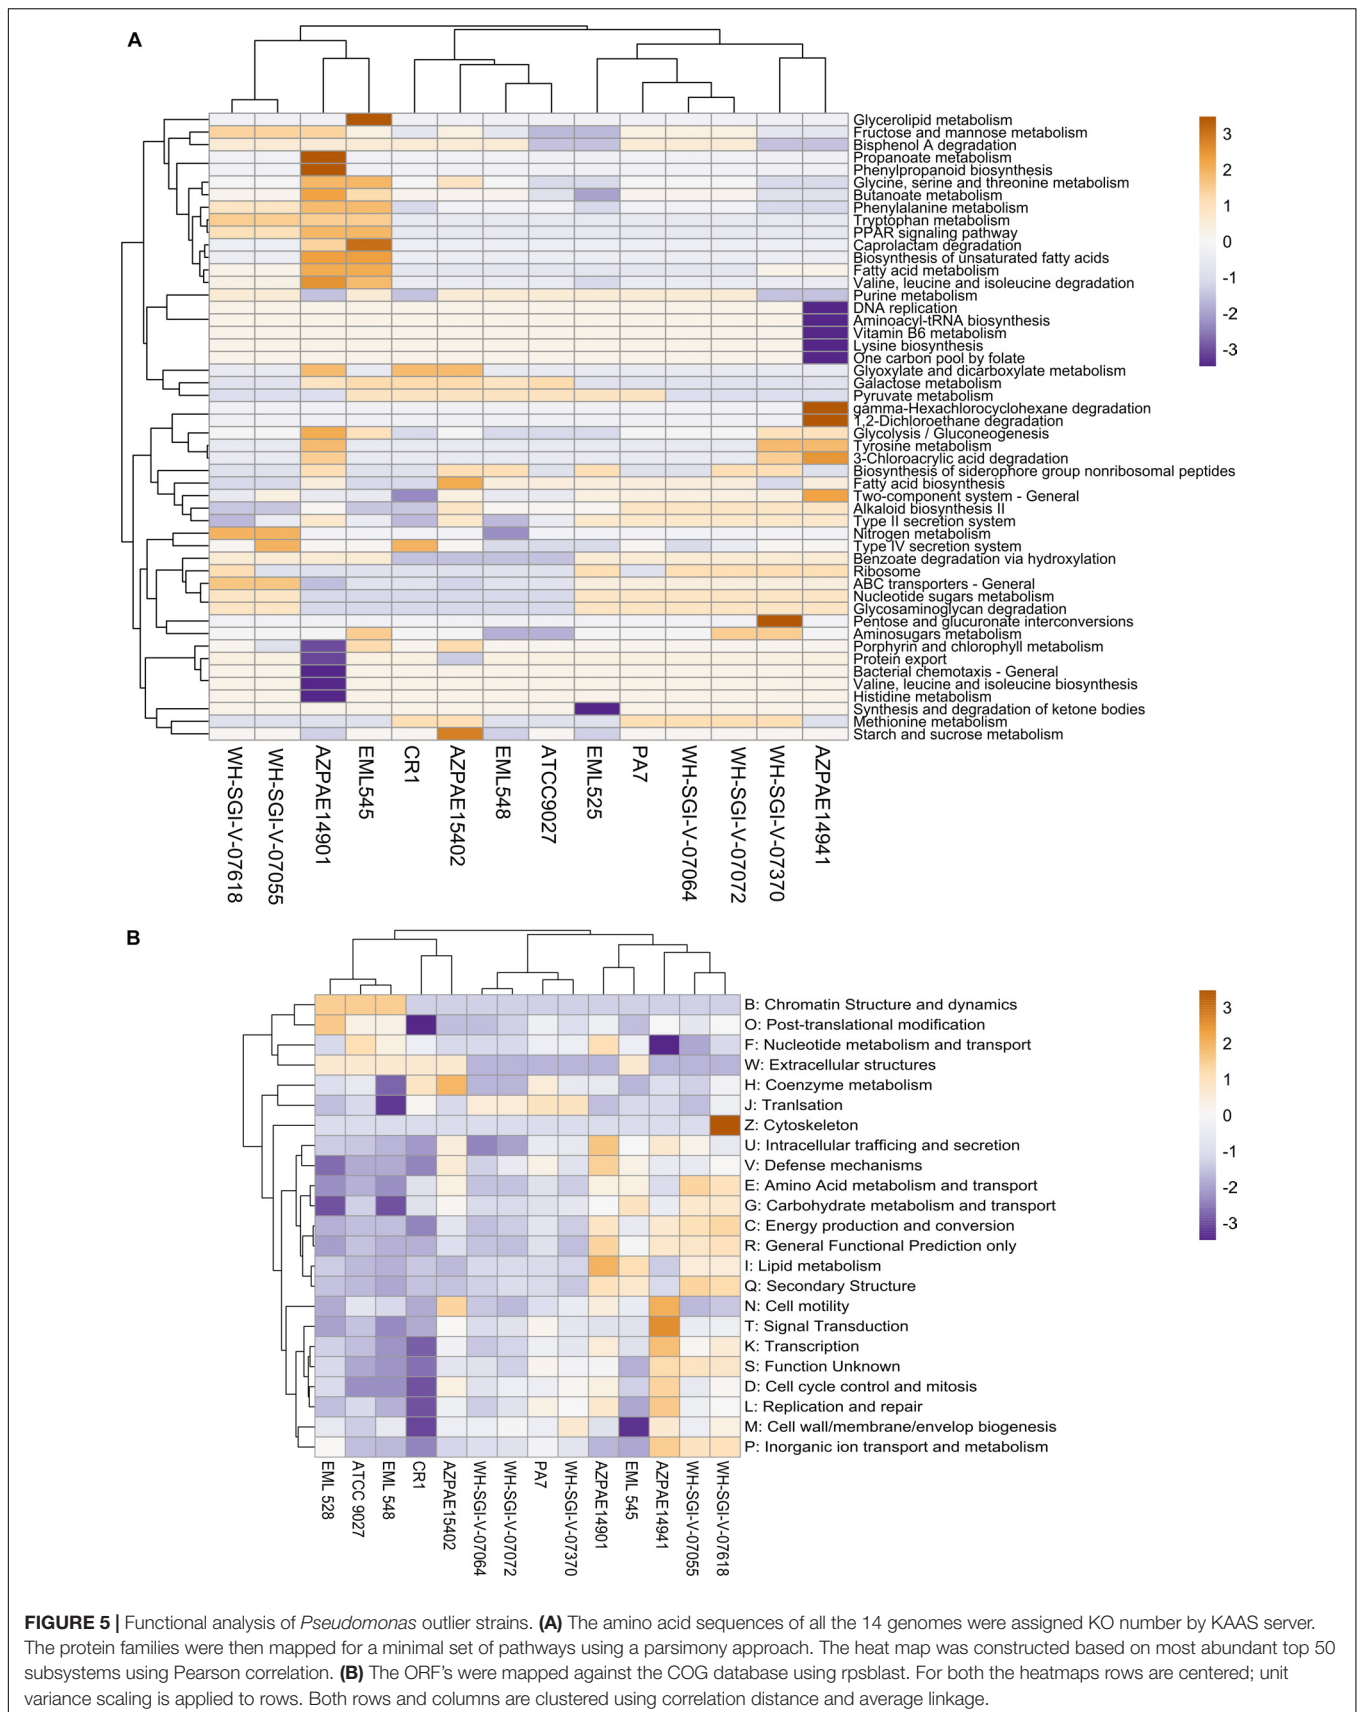 A
Glycerolipid metabolism
Fructose and mannose metabolism
Bisphenol A degradation
Propanoate metabolism
Phenylpropanoid biosynthesis
Glycine, serine and threonine metabolism
Butanoate metabolism
Phenylalanine metabolism
Tryptophan metabolism
PPAR signaling pathway
Caprolactam degradation
Biosynthesis of unsaturated fatty acids
Fatty acid metabolism
Valine, leucine and isoleucine degradation
Purine metabolism
DNA replication
Aminoacyl-tRNA biosynthesis
Vitamin B6 metabolism
Lysine biosynthesis
One carbon pool by folate
Glyoxylate and dicarboxylate metabolism
Galactose metabolism
Pyruvate metabolism
gamma-Hexachlorocyclohexane degradation
1,2-Dichloroethane degradation
Glycolysis / Gluconeogenesis
Tyrosine metabolism
3-Chloroacrylic acid degradation
Biosynthesis of siderophore group nonribosomal peptides
Fatty acid biosynthesis
Two-component system - General
Alkaloid biosynthesis II
Type II secretion system
Nitrogen metabolism
Type IV secretion system
Benzoate degradation via hydroxylation
Ribosome
ABC transporters - General
Nucleotide sugars metabolism
Glycosaminoglycan degradation
Pentose and glucuronate interconversions
Aminosugars metabolism
Porphyrin and chlorophyll metabolism
Protein export
Bacterial chemotaxis - General
Valine, leucine and isoleucine biosynthesis
Histidine metabolism
Synthesis and degradation of ketone bodies
Methionine metabolism
Starch and sucrose metabolism
3
2
1
0
-1
-2
-3
WH-SGI-V-07618
WH-SGI-V-07055
AZPAE14901
EML545
CR1
AZPAE15402
EML548
ATCC9027
EML525
PA7
WH-SGI-V-07064
WH-SGI-V-07072
WH-SGI-V-07370
AZPAE14941
B
B: Chromatin Structure and dynamics
O: Post-translational modification
F: Nucleotide metabolism and transport
W: Extracellular structures
H: Coenzyme metabolism
J: Tranlsation
Z: Cytoskeleton
U: Intracellular trafficing and secretion
V: Defense mechanisms
E: Amino Acid metabolism and transport
G: Carbohydrate metabolism and transport
C: Energy production and conversion
R: General Functional Prediction only
I: Lipid metabolism
Q: Secondary Structure
N: Cell motility
T: Signal Transduction
K: Transcription
S: Function Unknown
D: Cell cycle control and mitosis
L: Replication and repair
M: Cell wall/membrane/envelop biogenesis
P: Inorganic ion transport and metabolism
3
2
1
0
-1
-2
-3
EML 528
ATCC 9027
EML 548
CR1
AZPAE15402
WH-SGI-V-07064
WH-SGI-V-07072
PA7
WH-SGI-V-07370
AZPAE14901
EML 545
AZPAE14941
WH-SGI-V-07055
WH-SGI-V-07618
FIGURE 5 | Functional analysis of Pseudomonas outlier strains. (A) The amino acid sequences of all the 14 genomes were assigned KO number by KAAS server.
The protein families were then mapped for a minimal set of pathways using a parsimony approach. The heat map was constructed based on most abundant top 50
subsystems using Pearson correlation. (B) The ORF's were mapped against the COG database using rpsblast. For both the heatmaps rows are centered; unit
variance scaling is applied to rows. Both rows and columns are clustered using correlation distance and average linkage.